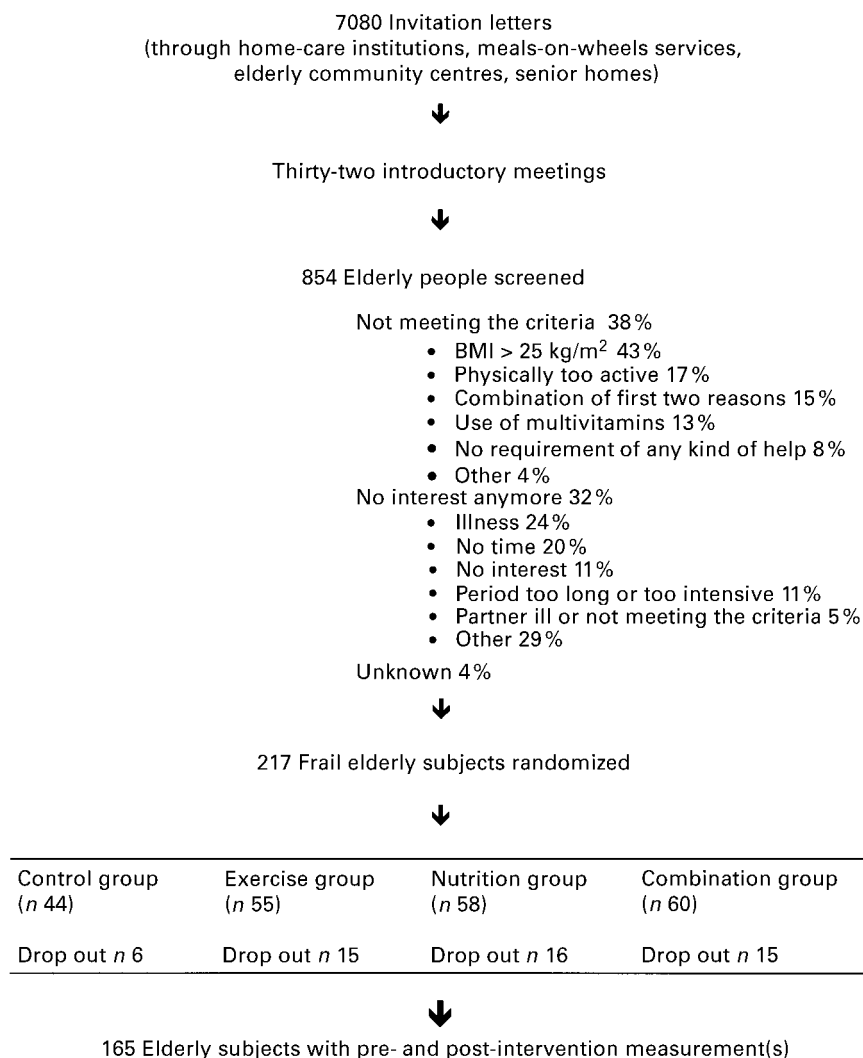 7080 Invitation letters
(through home-care institutions, meals-on-wheels services,
elderly community centres, senior homes)
Thirty-two introductory meetings
854 Elderly people screened
Not meeting the criteria 38%
• BMI > 25 kg/m² 43%
• Physically too active 17%
• Combination of first two reasons 15%
• Use of multivitamins 13%
• No requirement of any kind of help 8%
• Other 4%
No interest anymore 32%
• Illness 24%
• No time 20%
• No interest 11%
• Period too long or too intensive 11%
• Partner ill or not meeting the criteria 5%
• Other 29%
Unknown 4%
217 Frail elderly subjects randomized
Control group Exercise group Nutrition group Combination group
(n 44) (n 55) (n 58) (n 60)
Drop out n 6 Drop out n 15 Drop out n 16 Drop out n 15
165 Elderly subjects with pre- and post-intervention measurement(s)